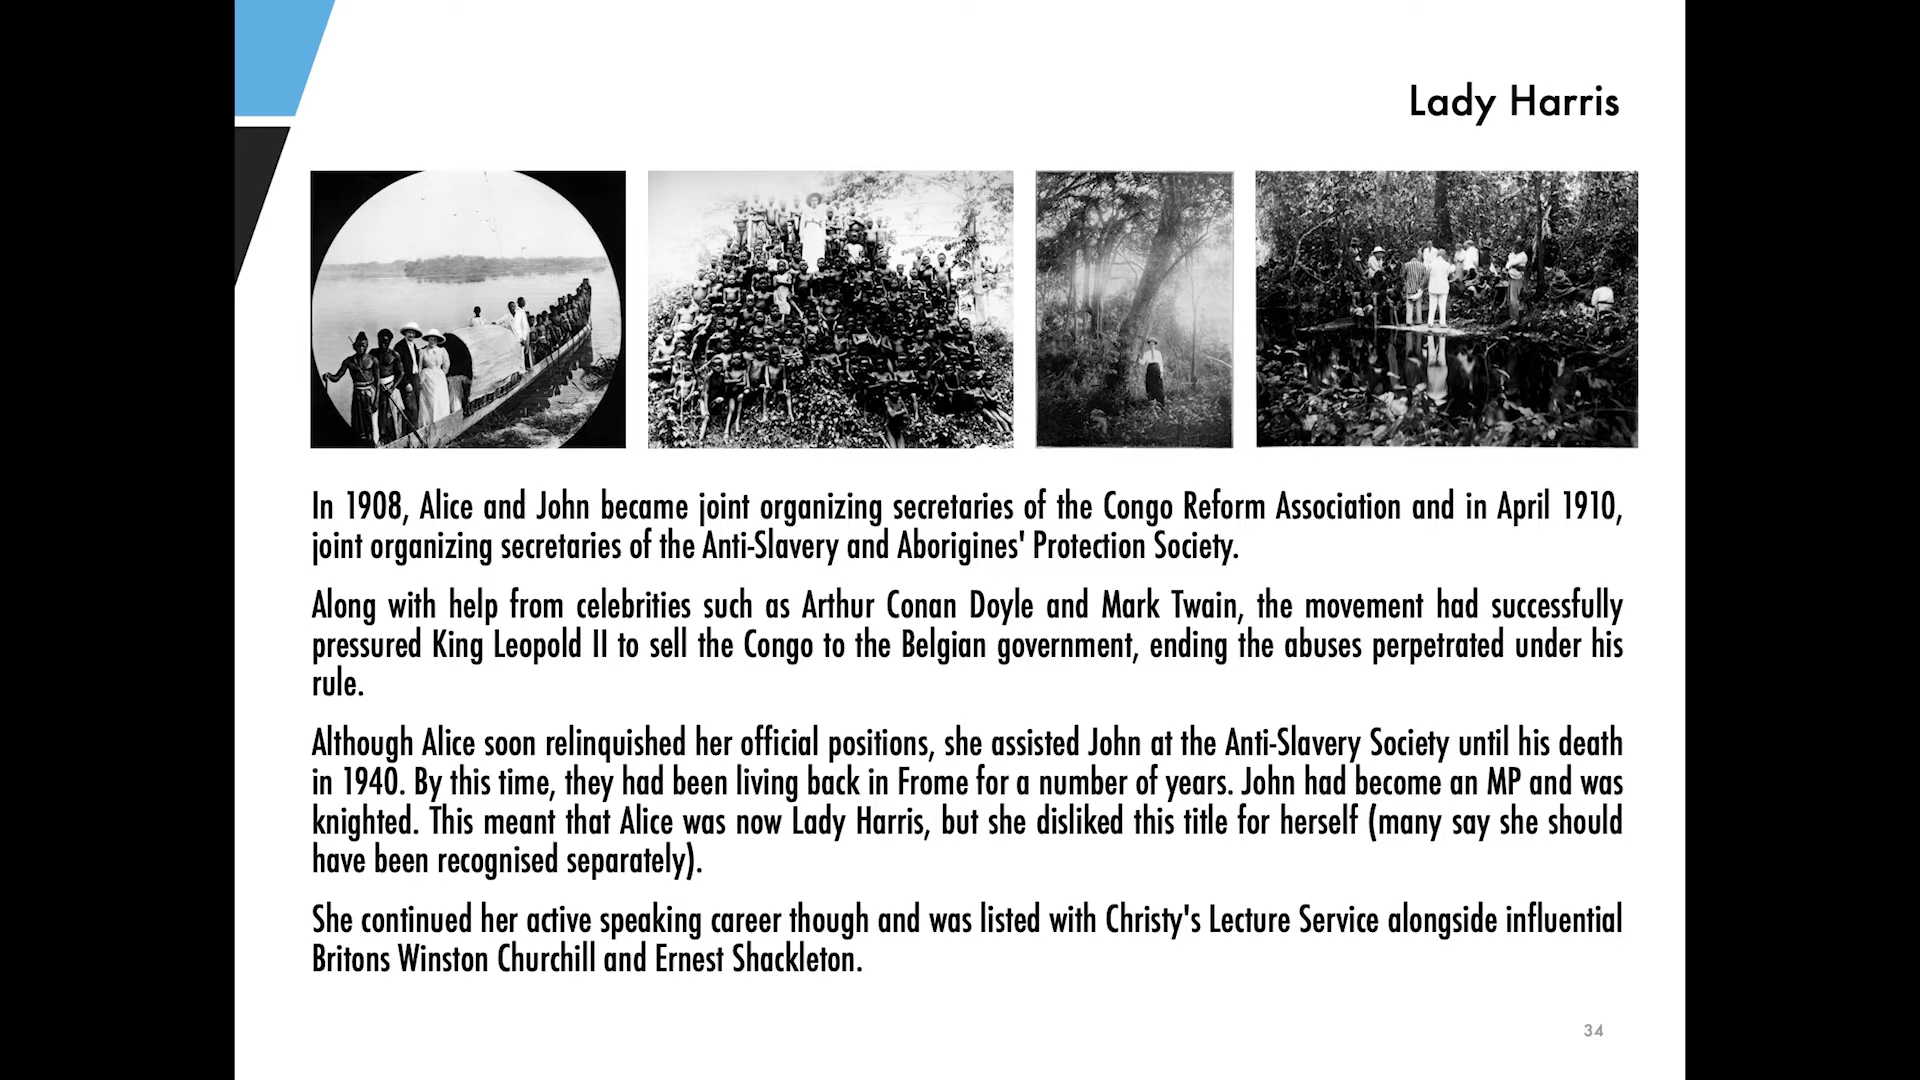 Lady Harris
In 1908, Alice and John became joint organizing secretaries of the Congo Reform Association and in April 1910,
joint organizing secretaries of the Anti-Slavery and Aborigines' Protection Society.
Along with help from celebrities such as Arthur Conan Doyle and Mark Twain, the movement had successfully
pressured King Leopold II to sell the Congo to the Belgian government, ending the abuses perpetrated under his
rule.
Although Alice soon relinquished her official positions, she assisted John at the Anti-Slavery Society until his death
in 1940. By this time, they had been living back in Frome for a number of years. John had become an MP and was
knighted. This meant that Alice was now Lady Harris, but she disliked this title for herself (many say she should
have been recognised separately).
She continued her active speaking career though and was listed with Christy's Lecture Service alongside influential
Britons Winston Churchill and Ernest Shackleton.
34